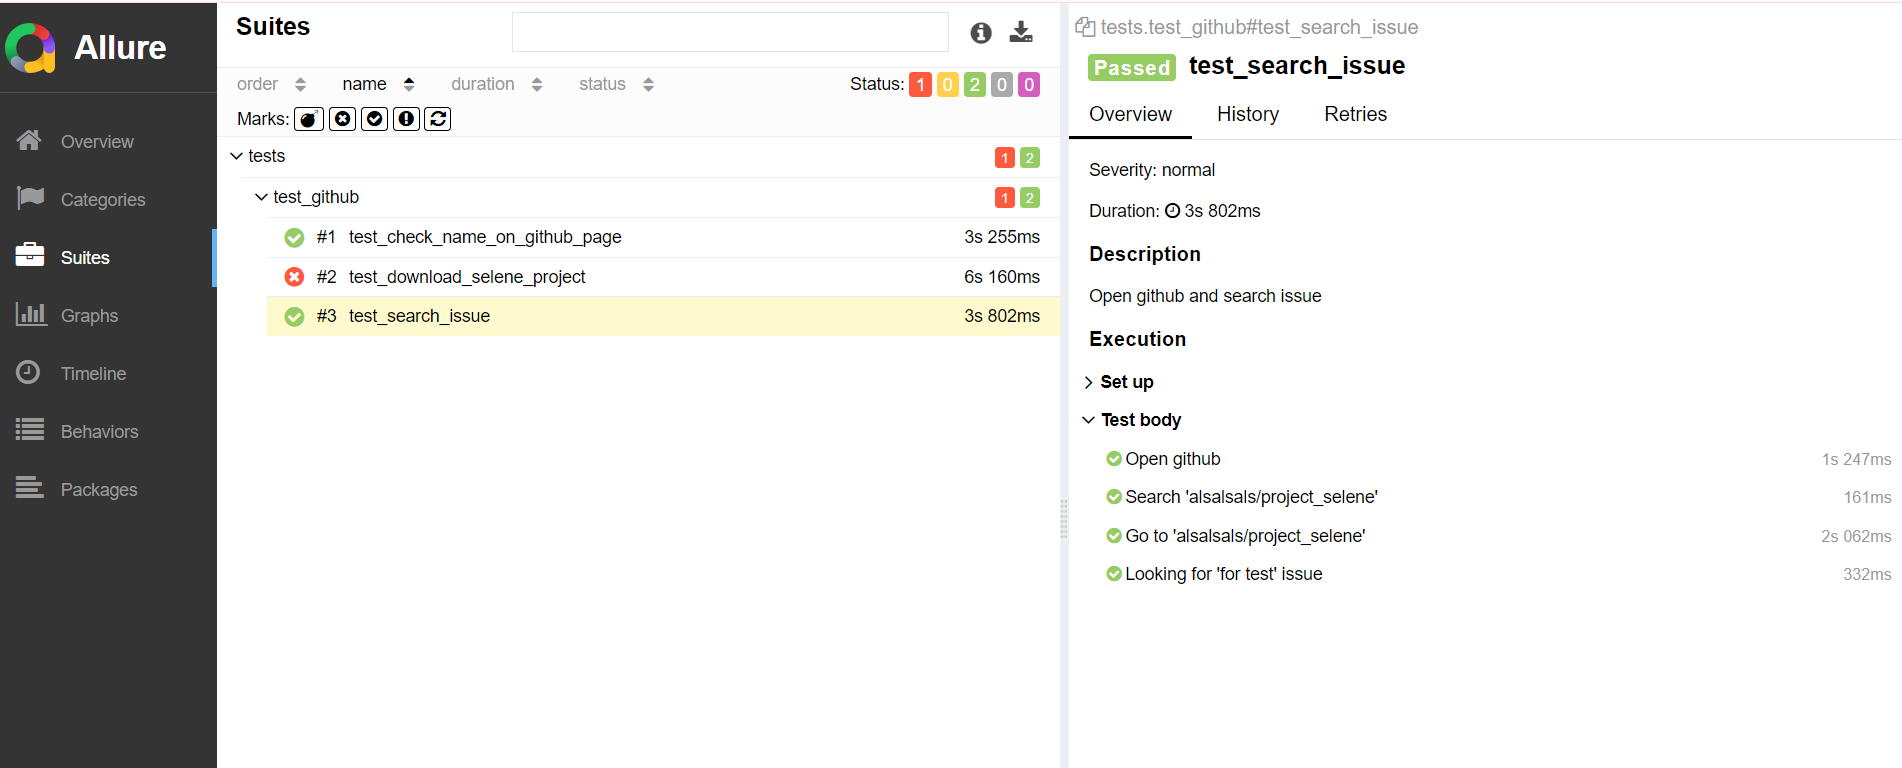 Allure
Overview
Categories
Suites
Graphs
Timeline
Behaviors
Packages
Suites
order name duration status Status: 1 0 2 0 0
Marks:
tests 1 2
test_github 1 2
#1 test_check_name_on_github_page 3s 255ms
#2 test_download_selene_project 6s 160ms
#3 test_search_issue 3s 802ms
tests.test_github#test_search_issue
Passed test_search_issue
Overview History Retries
Severity: normal
Duration: 3s 802ms
Description
Open github and search issue
Execution
Set up
Test body
Open github 1s 247ms
Search 'alsalsals/project_selene' 161ms
Go to 'alsalsals/project_selene' 2s 062ms
Looking for 'for test' issue 332ms